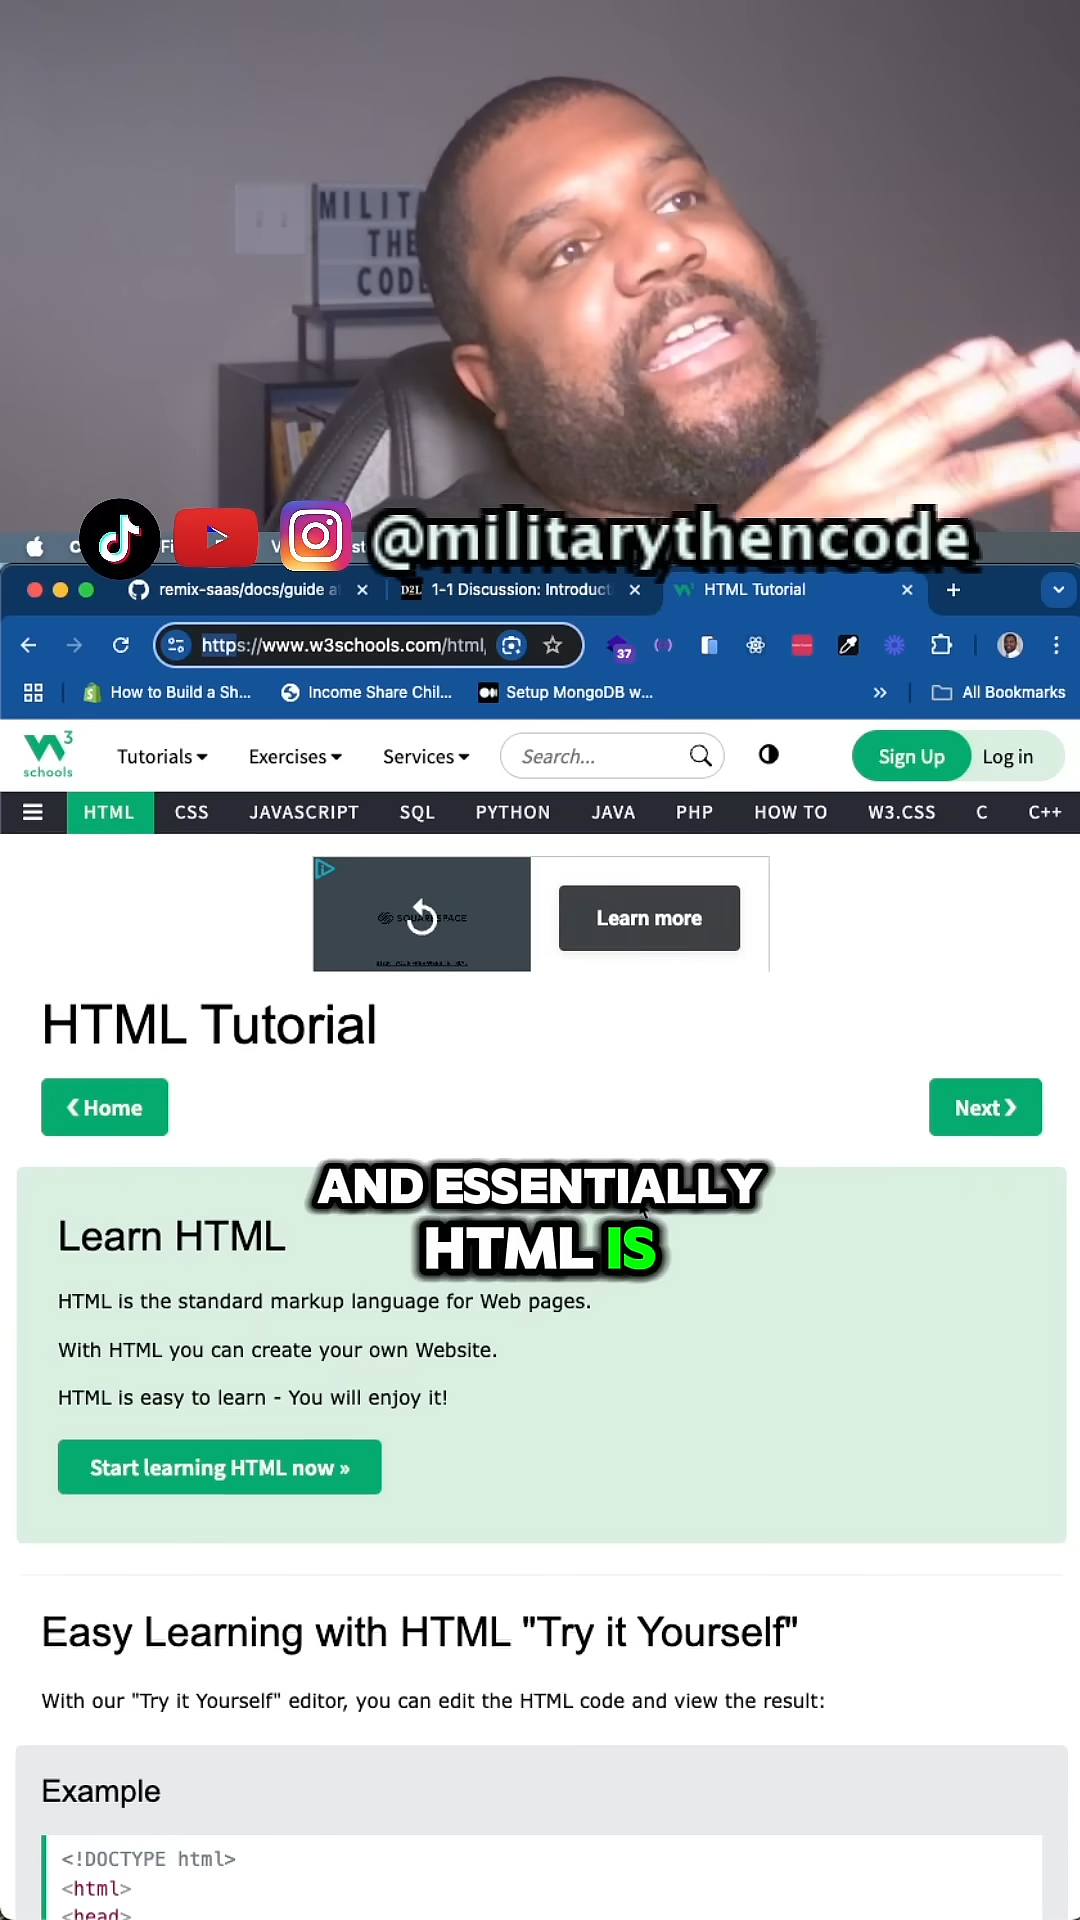 MILIT
THE
CODE
@militarythencode
remix-saas/docs/guide a
D2L 1-1 Discussion: Introduct
HTML Tutorial
https://www.w3schools.com/html,
37
How to Build a Sh...
Income Share Chil...
Setup MongoDB w...
All Bookmarks
3
schools
Tutorials
Exercises
Services
Search...
Sign Up
Log in
HTML
CSS
JAVASCRIPT
SQL
PYTHON
JAVA
PHP
HOW TO
W3.CSS
C
C++
SQUARESPACE
Learn more
HTML Tutorial
❮ Home
Next ❯
AND ESSENTIALLY
HTML IS
Learn HTML
HTML is the standard markup language for Web pages.
With HTML you can create your own Website.
HTML is easy to learn - You will enjoy it!
Start learning HTML now »
Easy Learning with HTML "Try it Yourself"
With our "Try it Yourself" editor, you can edit the HTML code and view the result:
Example
<!DOCTYPE html>
<html>
<head>